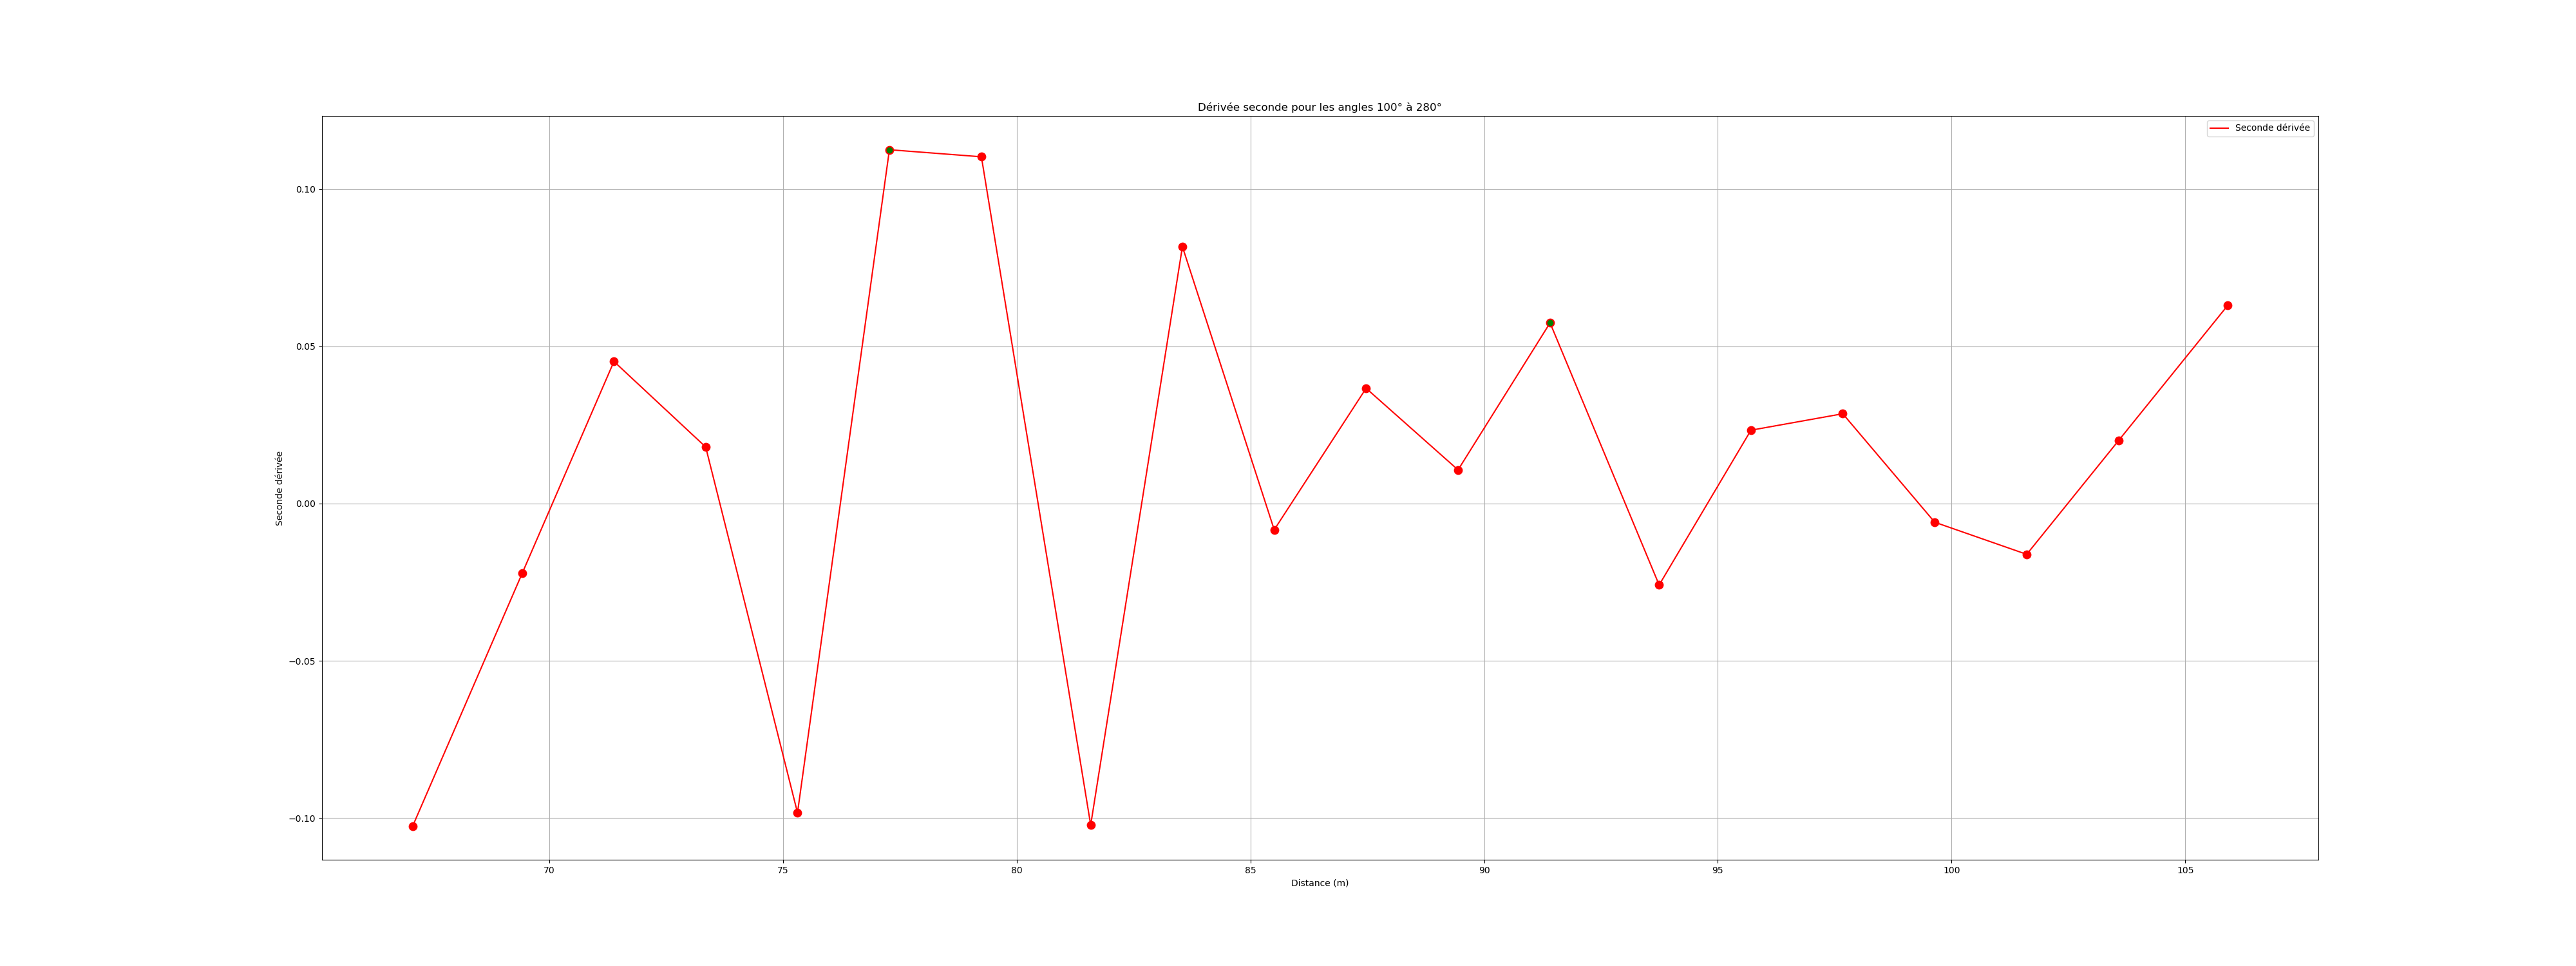 Dérivée seconde pour les angles 100° à 280°
Seconde dérivée
0.10
0.05
0.00
−0.05
−0.10
Seconde dérivée
70 75 80 85 90 95 100 105
Distance (m)